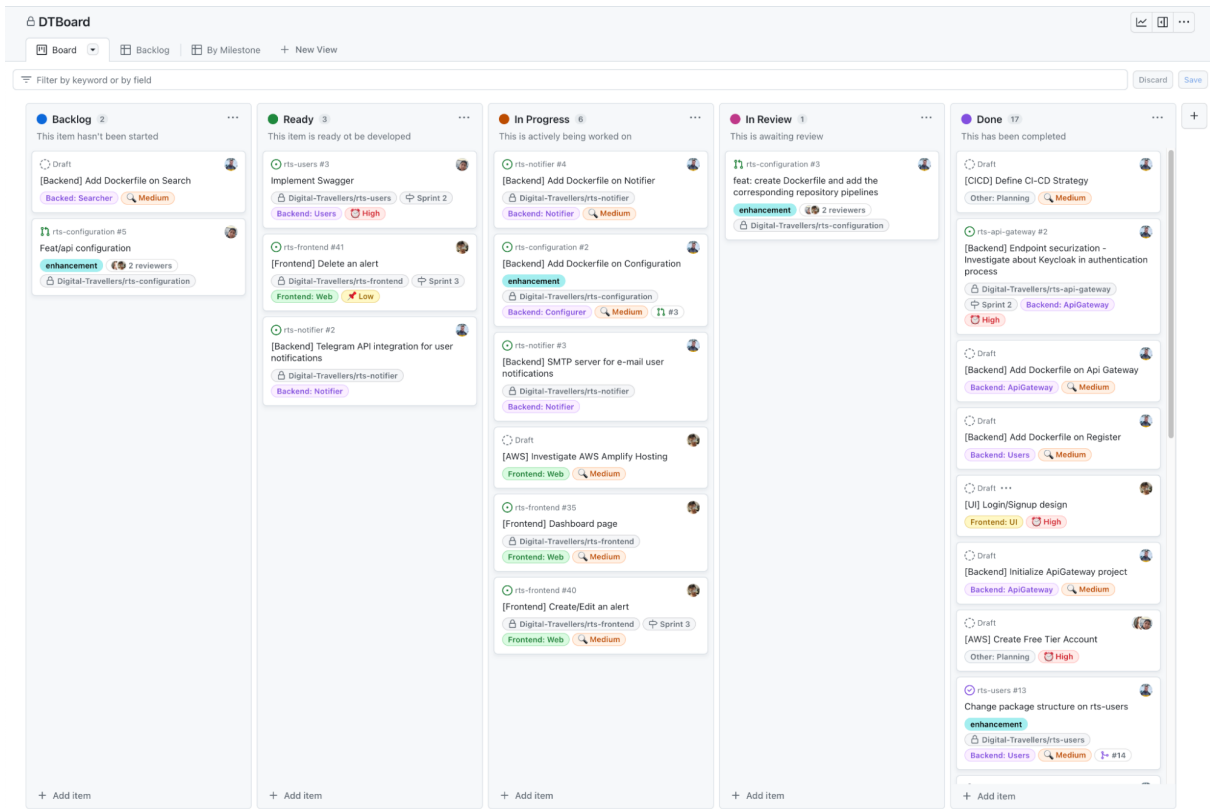 DTBoard
Board
Backlog
By Milestone
+ New View
Filter by keyword or by field
Discard
Save
Backlog 2
This item hasn't been started
Draft
[Backend] Add Dockerfile on Search
Backed: Searcher
Medium
rts-configuration #5
Feat/api configuration
enhancement
2 reviewers
Digital-Travellers/rts-configuration
+ Add item
Ready 3
This item is ready ot be developed
rts-users #3
Implement Swagger
Digital-Travellers/rts-users
Sprint 2
Backend: Users
High
rts-frontend #41
[Frontend] Delete an alert
Digital-Travellers/rts-frontend
Sprint 3
Frontend: Web
Low
rts-notifier #2
[Backend] Telegram API integration for user
notifications
Digital-Travellers/rts-notifier
Backend: Notifier
+ Add item
In Progress 6
This is actively being worked on
rts-notifier #4
[Backend] Add Dockerfile on Notifier
Digital-Travellers/rts-notifier
Backend: Notifier
Medium
rts-configuration #2
[Backend] Add Dockerfile on Configuration
enhancement
Digital-Travellers/rts-configuration
Backend: Configurer
Medium
#3
rts-notifier #3
[Backend] SMTP server for e-mail user
notifications
Digital-Travellers/rts-notifier
Backend: Notifier
Draft
[AWS] Investigate AWS Amplify Hosting
Frontend: Web
Medium
rts-frontend #35
[Frontend] Dashboard page
Digital-Travellers/rts-frontend
Frontend: Web
Medium
rts-frontend #40
[Frontend] Create/Edit an alert
Digital-Travellers/rts-frontend
Sprint 3
Frontend: Web
Medium
+ Add item
In Review 1
This is awaiting review
rts-configuration #3
feat: create Dockerfile and add the
corresponding repository pipelines
enhancement
2 reviewers
Digital-Travellers/rts-configuration
+ Add item
Done 17
This has been completed
Draft
[CICD] Define CI-CD Strategy
Other: Planning
Medium
rts-api-gateway #2
[Backend] Endpoint securization -
Investigate about Keycloak in authentication
process
Digital-Travellers/rts-api-gateway
Sprint 2
Backend: ApiGateway
High
Draft
[Backend] Add Dockerfile on Api Gateway
Backend: ApiGateway
Medium
Draft
[Backend] Add Dockerfile on Register
Backend: Users
Medium
Draft
[UI] Login/Signup design
Frontend: UI
High
Draft
[Backend] Initialize ApiGateway project
Backend: ApiGateway
Medium
Draft
[AWS] Create Free Tier Account
Other: Planning
High
rts-users #13
Change package structure on rts-users
enhancement
Digital-Travellers/rts-users
Backend: Users
Medium
#14
+ Add item